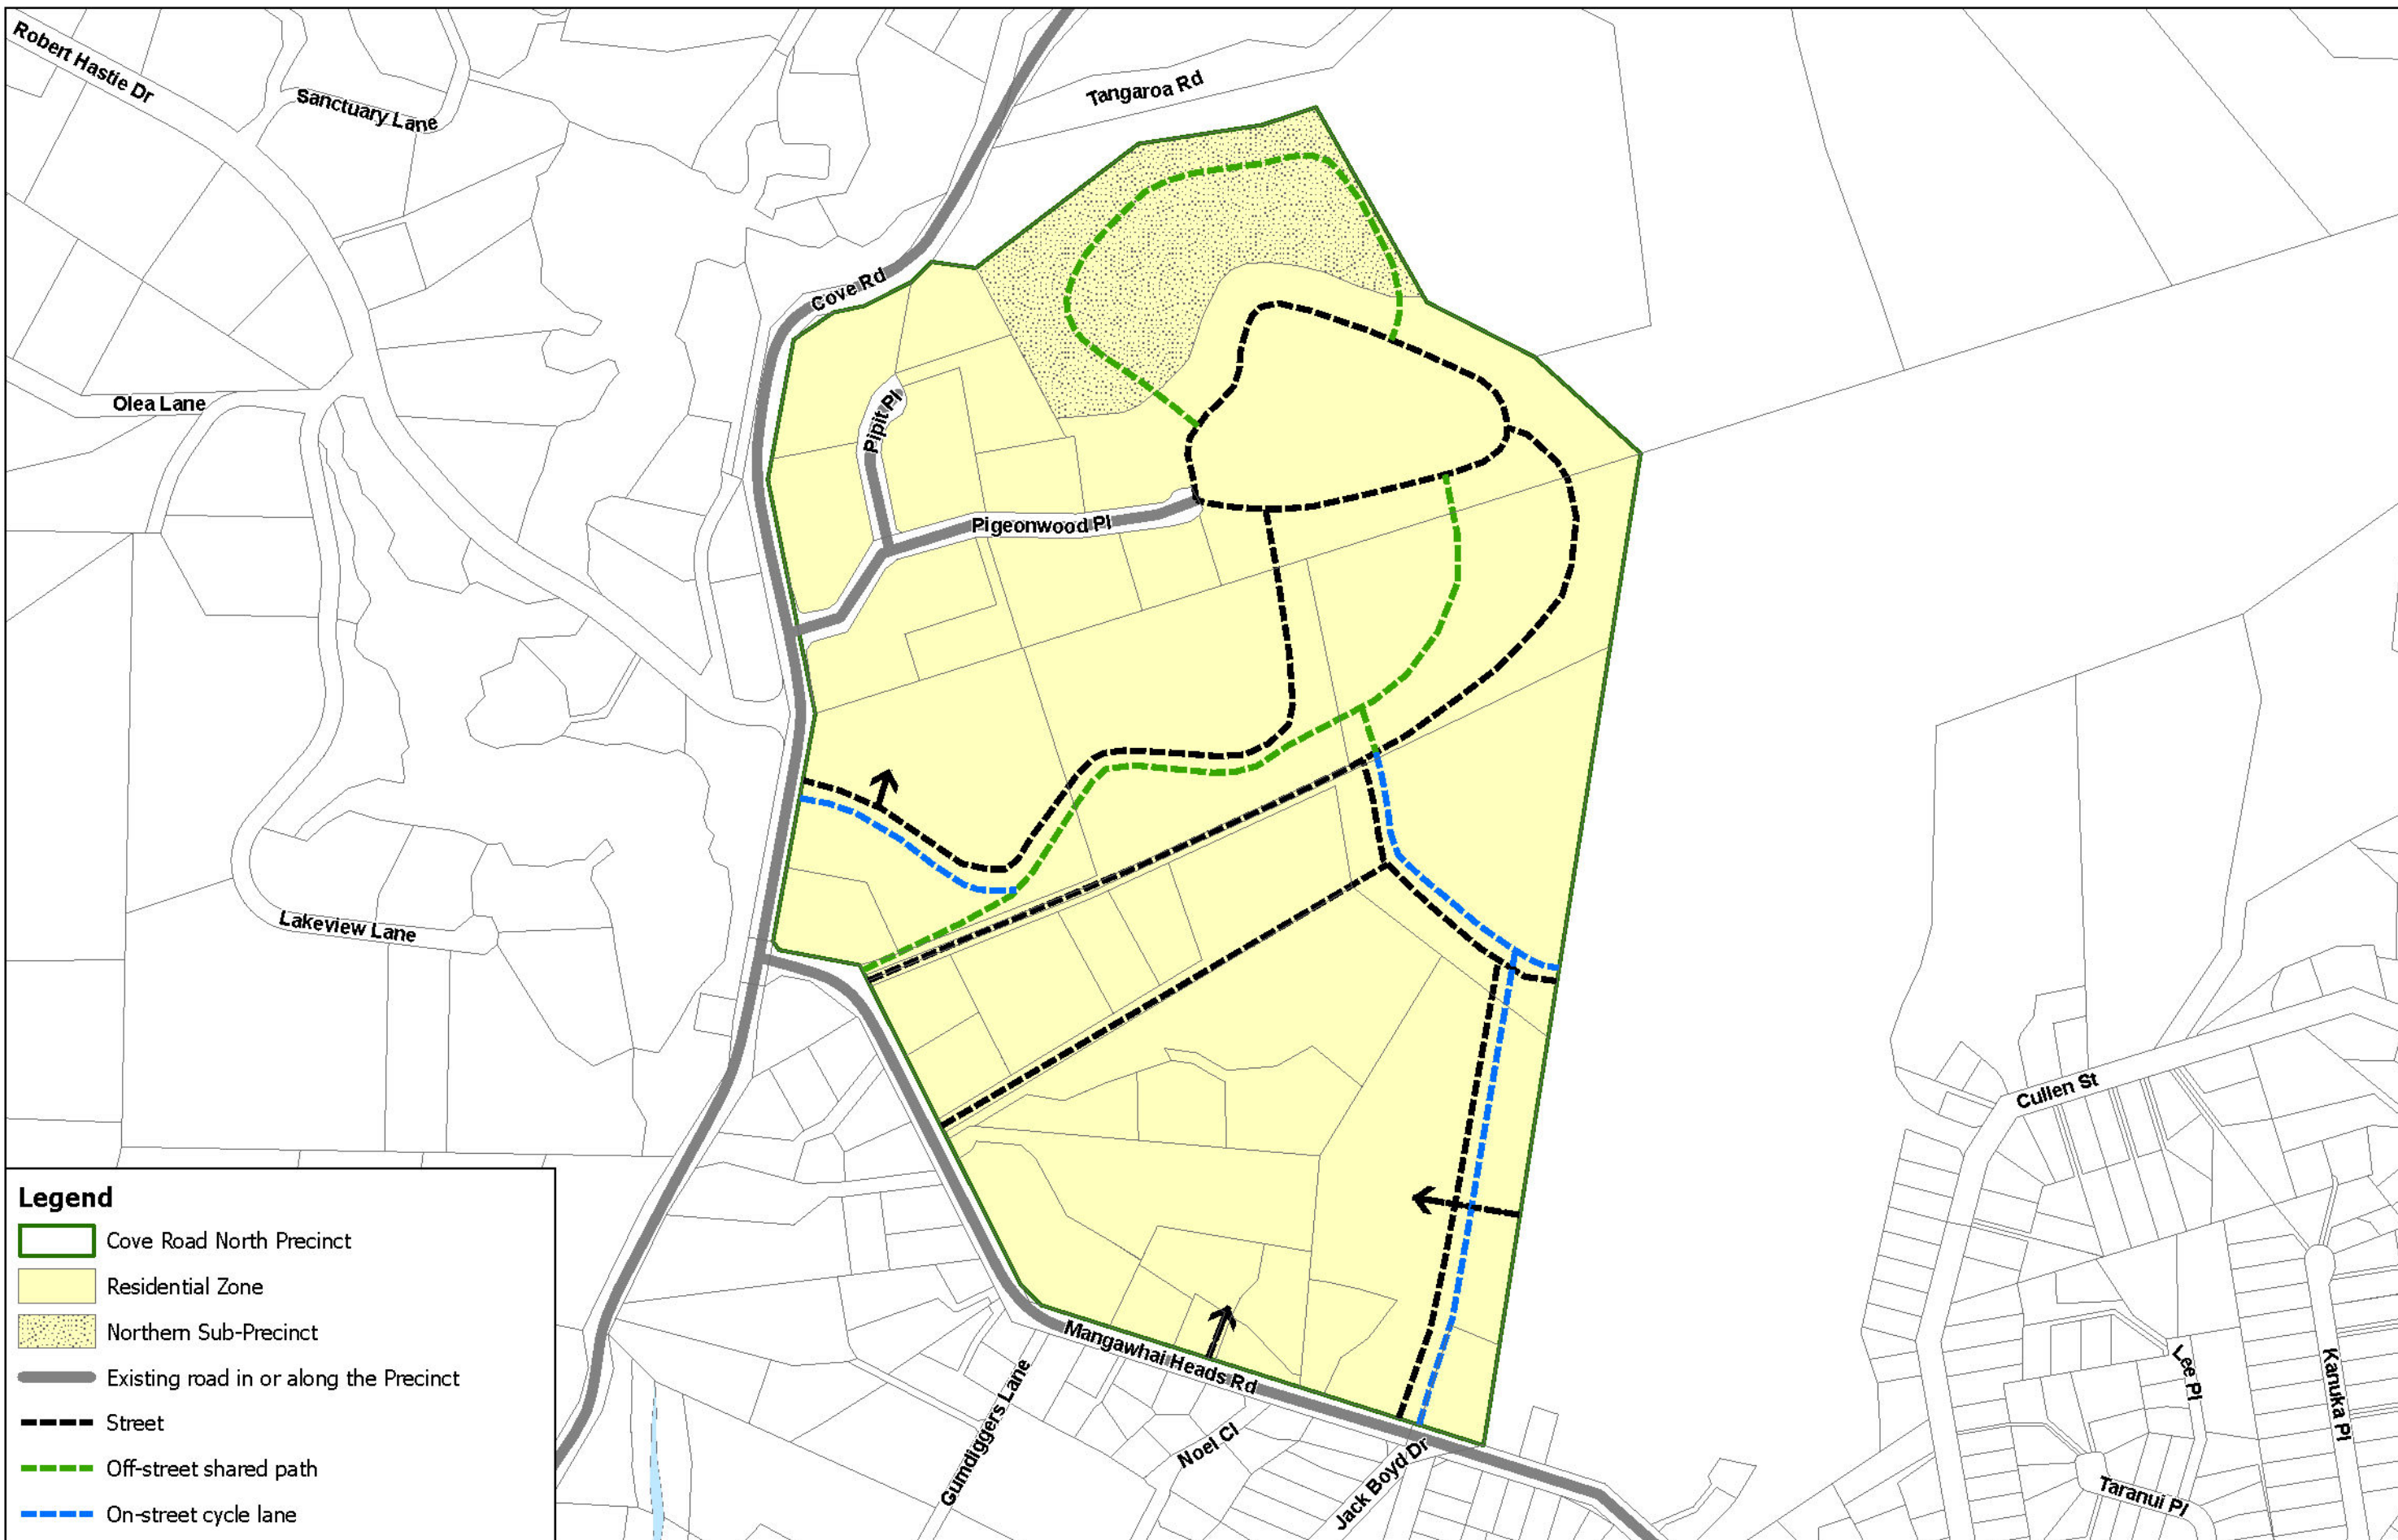 Robert Hastie Dr
Sanctuary Lane
Tangaroa Rd
Cove Rd
Olea Lane
Pipit Pl
Pigeonwood Pl
Lakeview Lane
Cullen St
Mangawhai Heads Rd
Gumdiggers Lane
Noel Cl
Jack Boyd Dr
Lee Pl
Kanuka Pl
Taranui Pl
Legend
Cove Road North Precinct
Residential Zone
Northern Sub-Precinct
Existing road in or along the Precinct
Street
Off-street shared path
On-street cycle lane